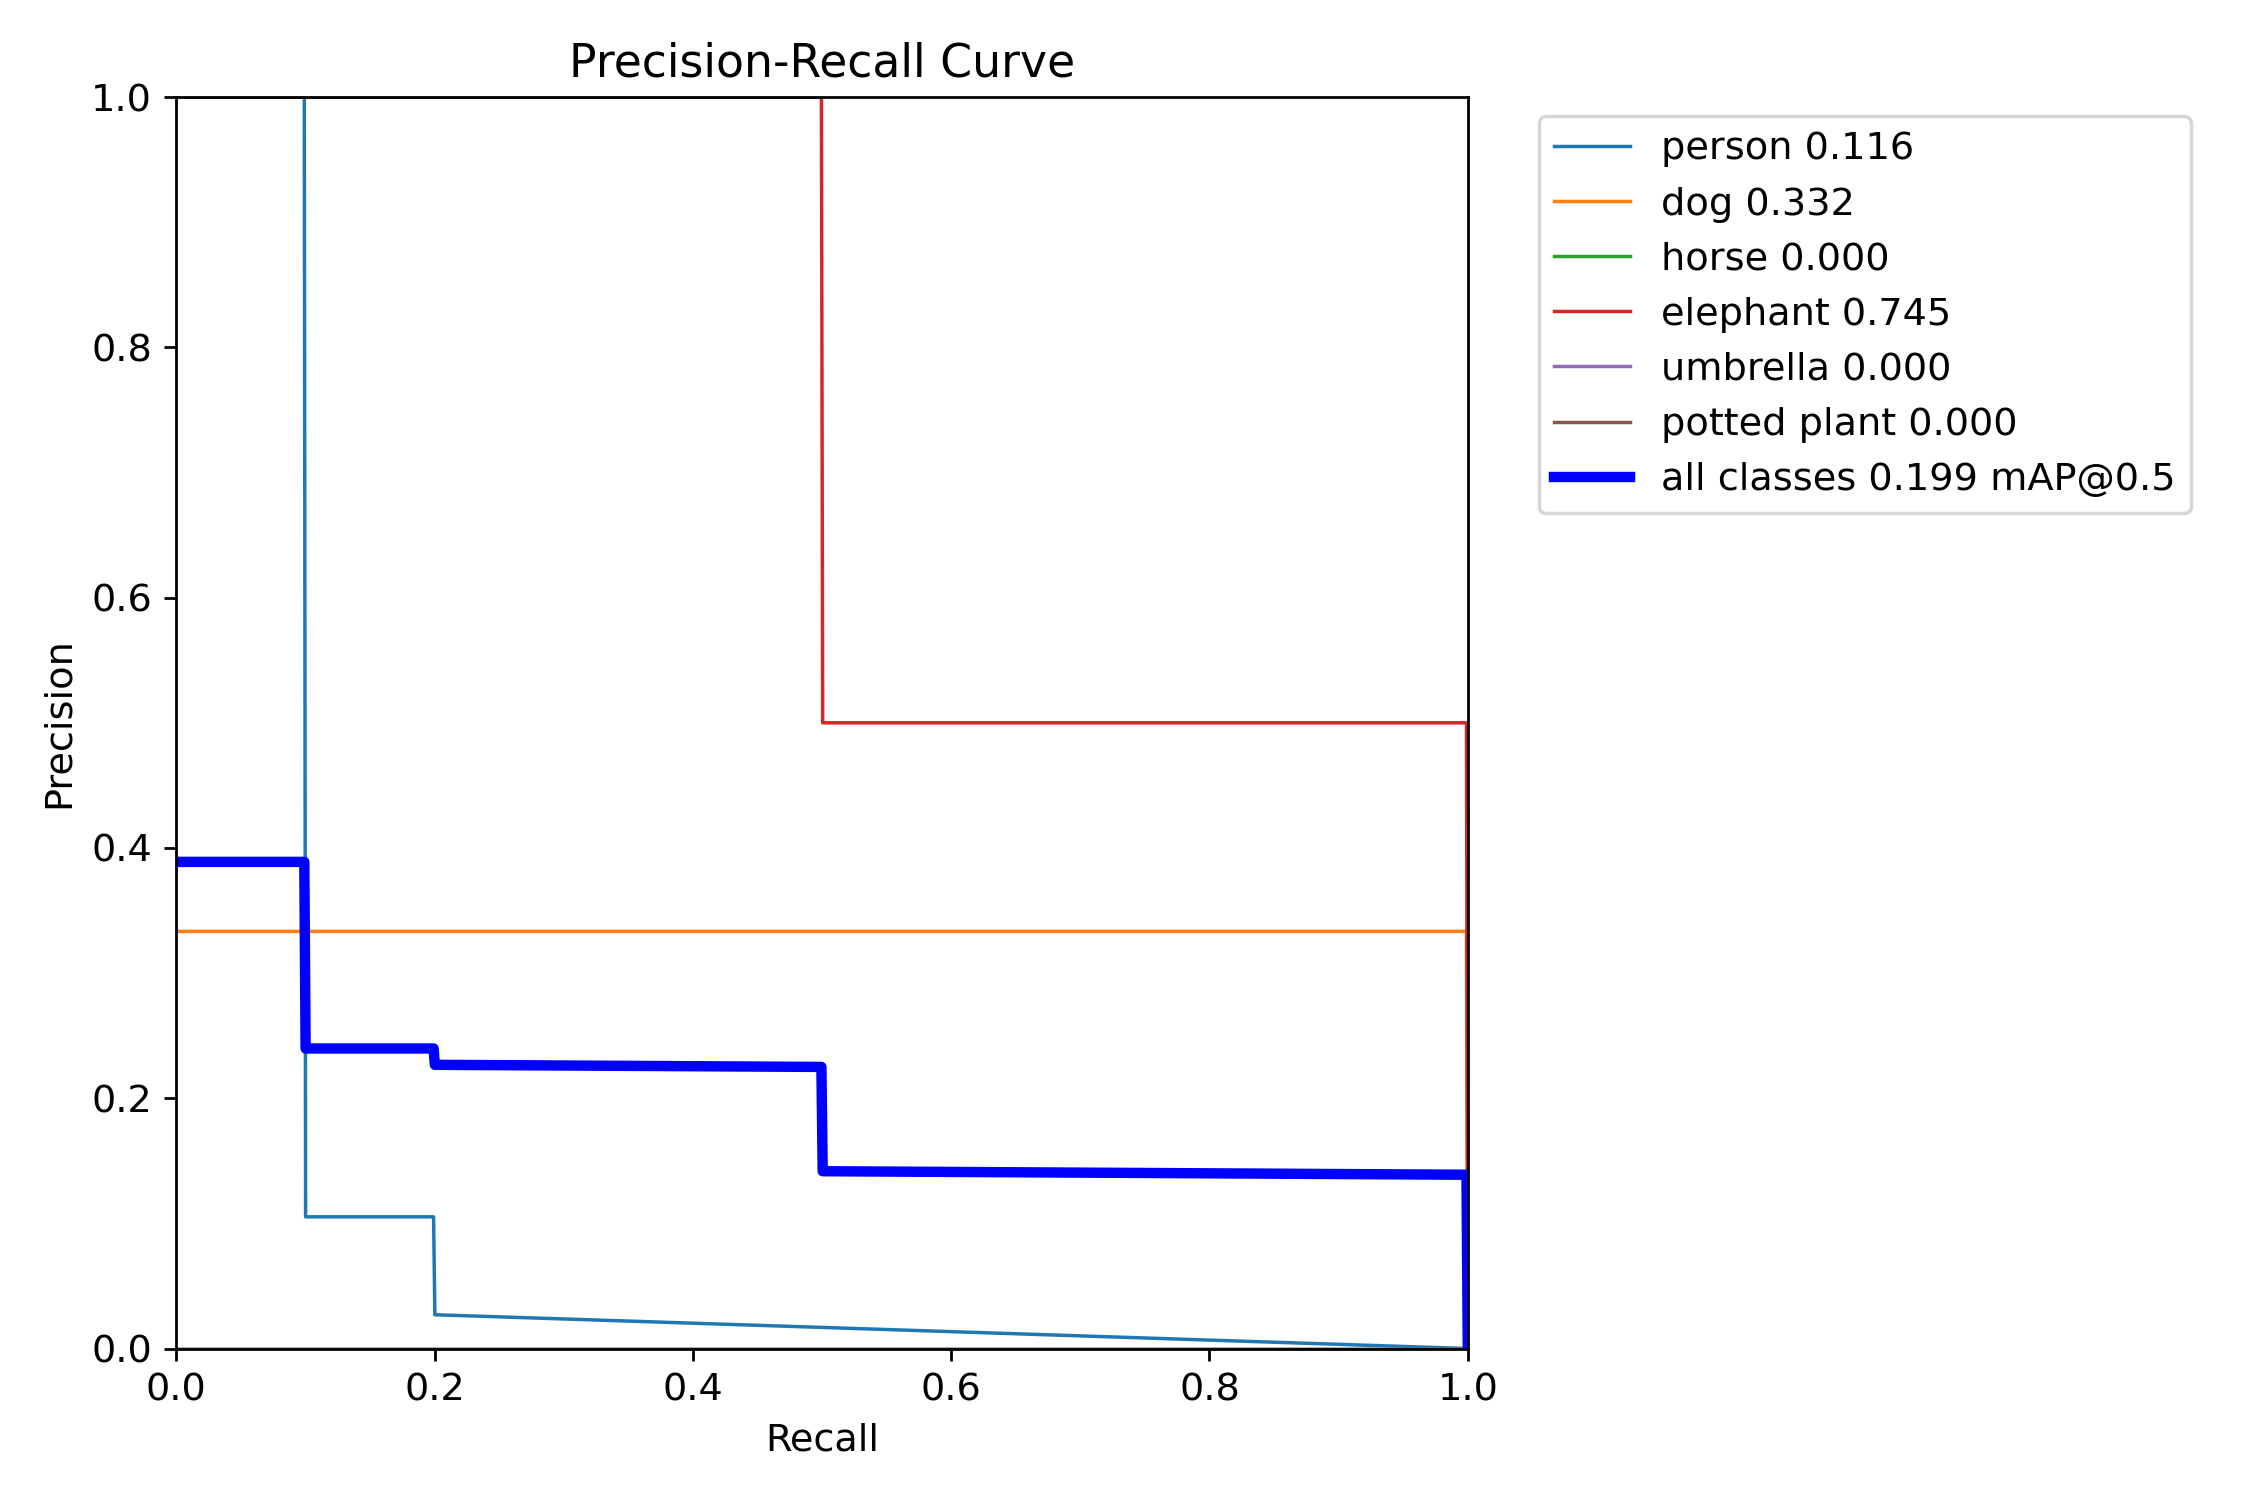 Precision-Recall Curve
1.0
0.8
0.6
0.4
0.2
0.0
Precision
0.0 0.2 0.4 0.6 0.8 1.0
Recall
person 0.116
dog 0.332
horse 0.000
elephant 0.745
umbrella 0.000
potted plant 0.000
all classes 0.199 mAP@0.5